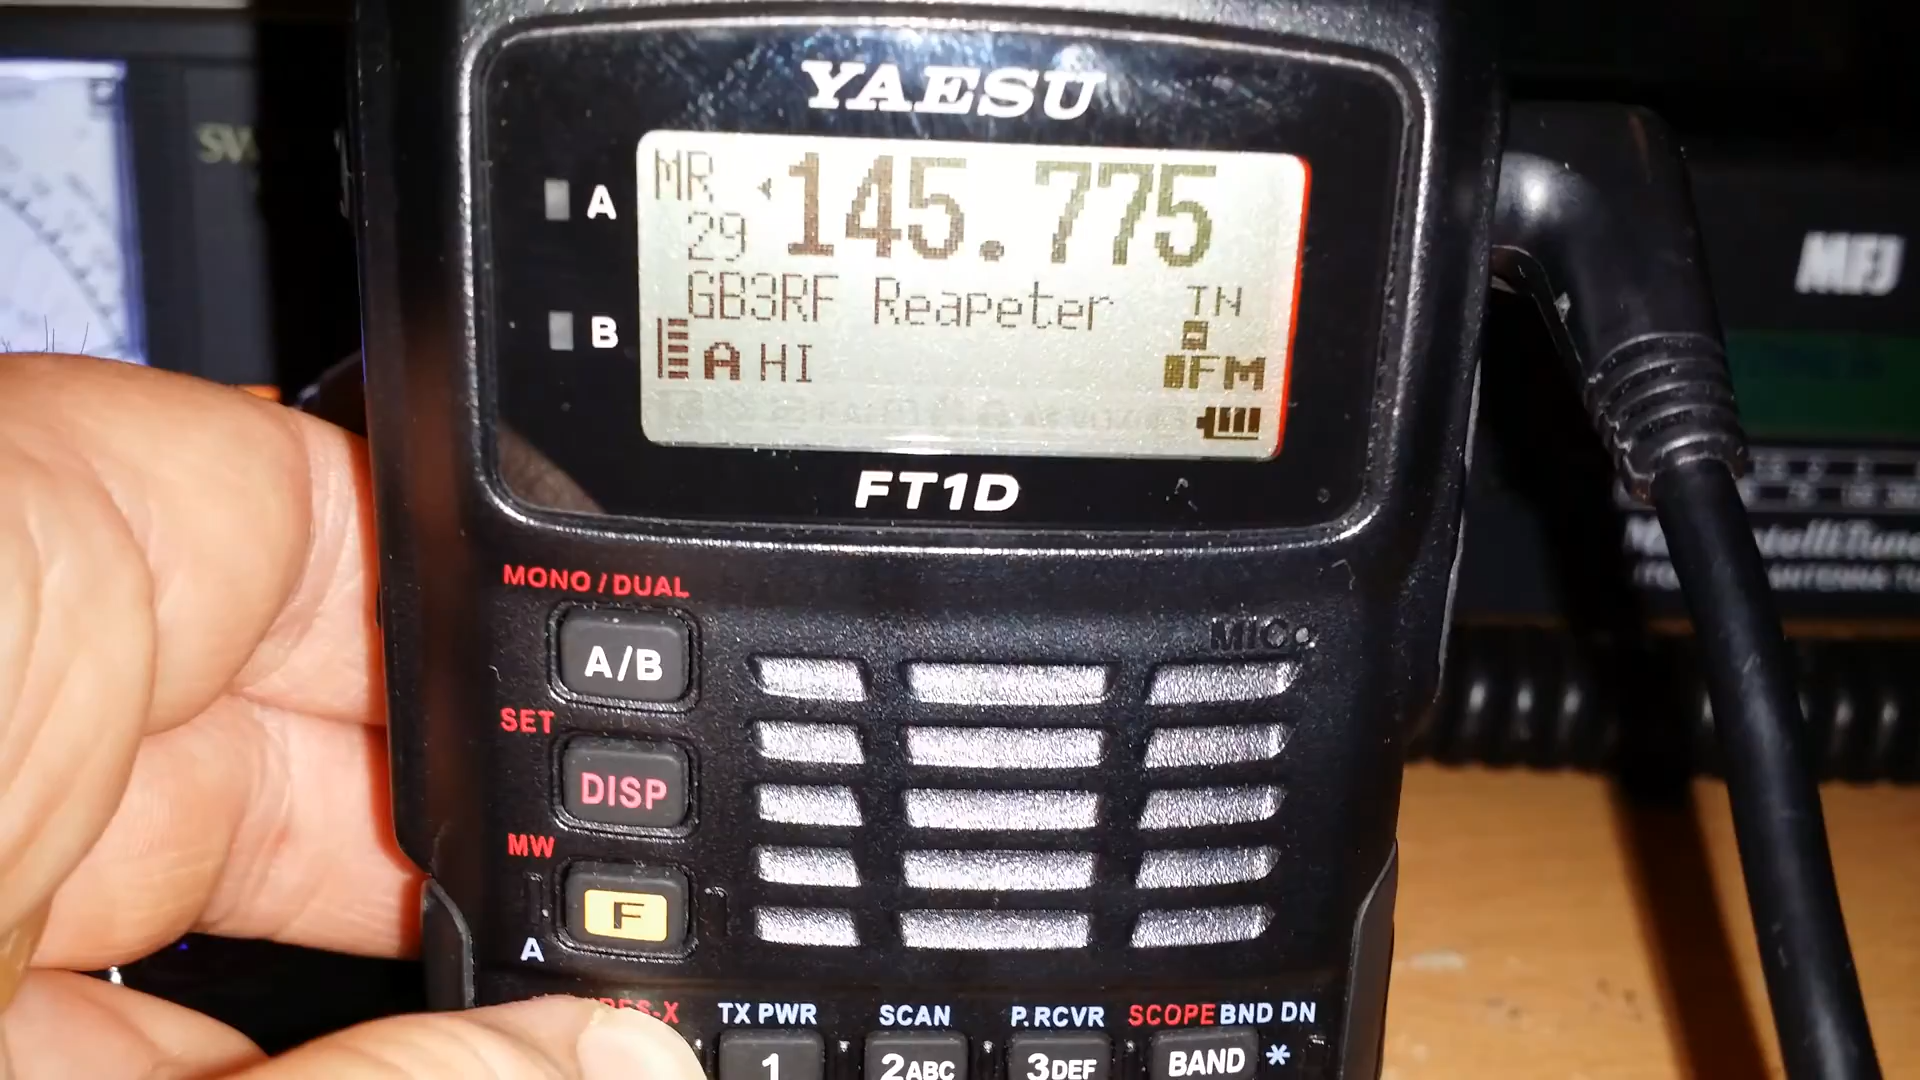 YAESU
MR 145.775
29
A
GB3RF Reapeter TN
B
A HI FM
FT1D
MFJ
MONO / DUAL
MIC
A/B
SET
DISP
MW
F
A
TX PWR SCAN P.RCVR SCOPE BND DN
1 2ABC 3DEF BAND *